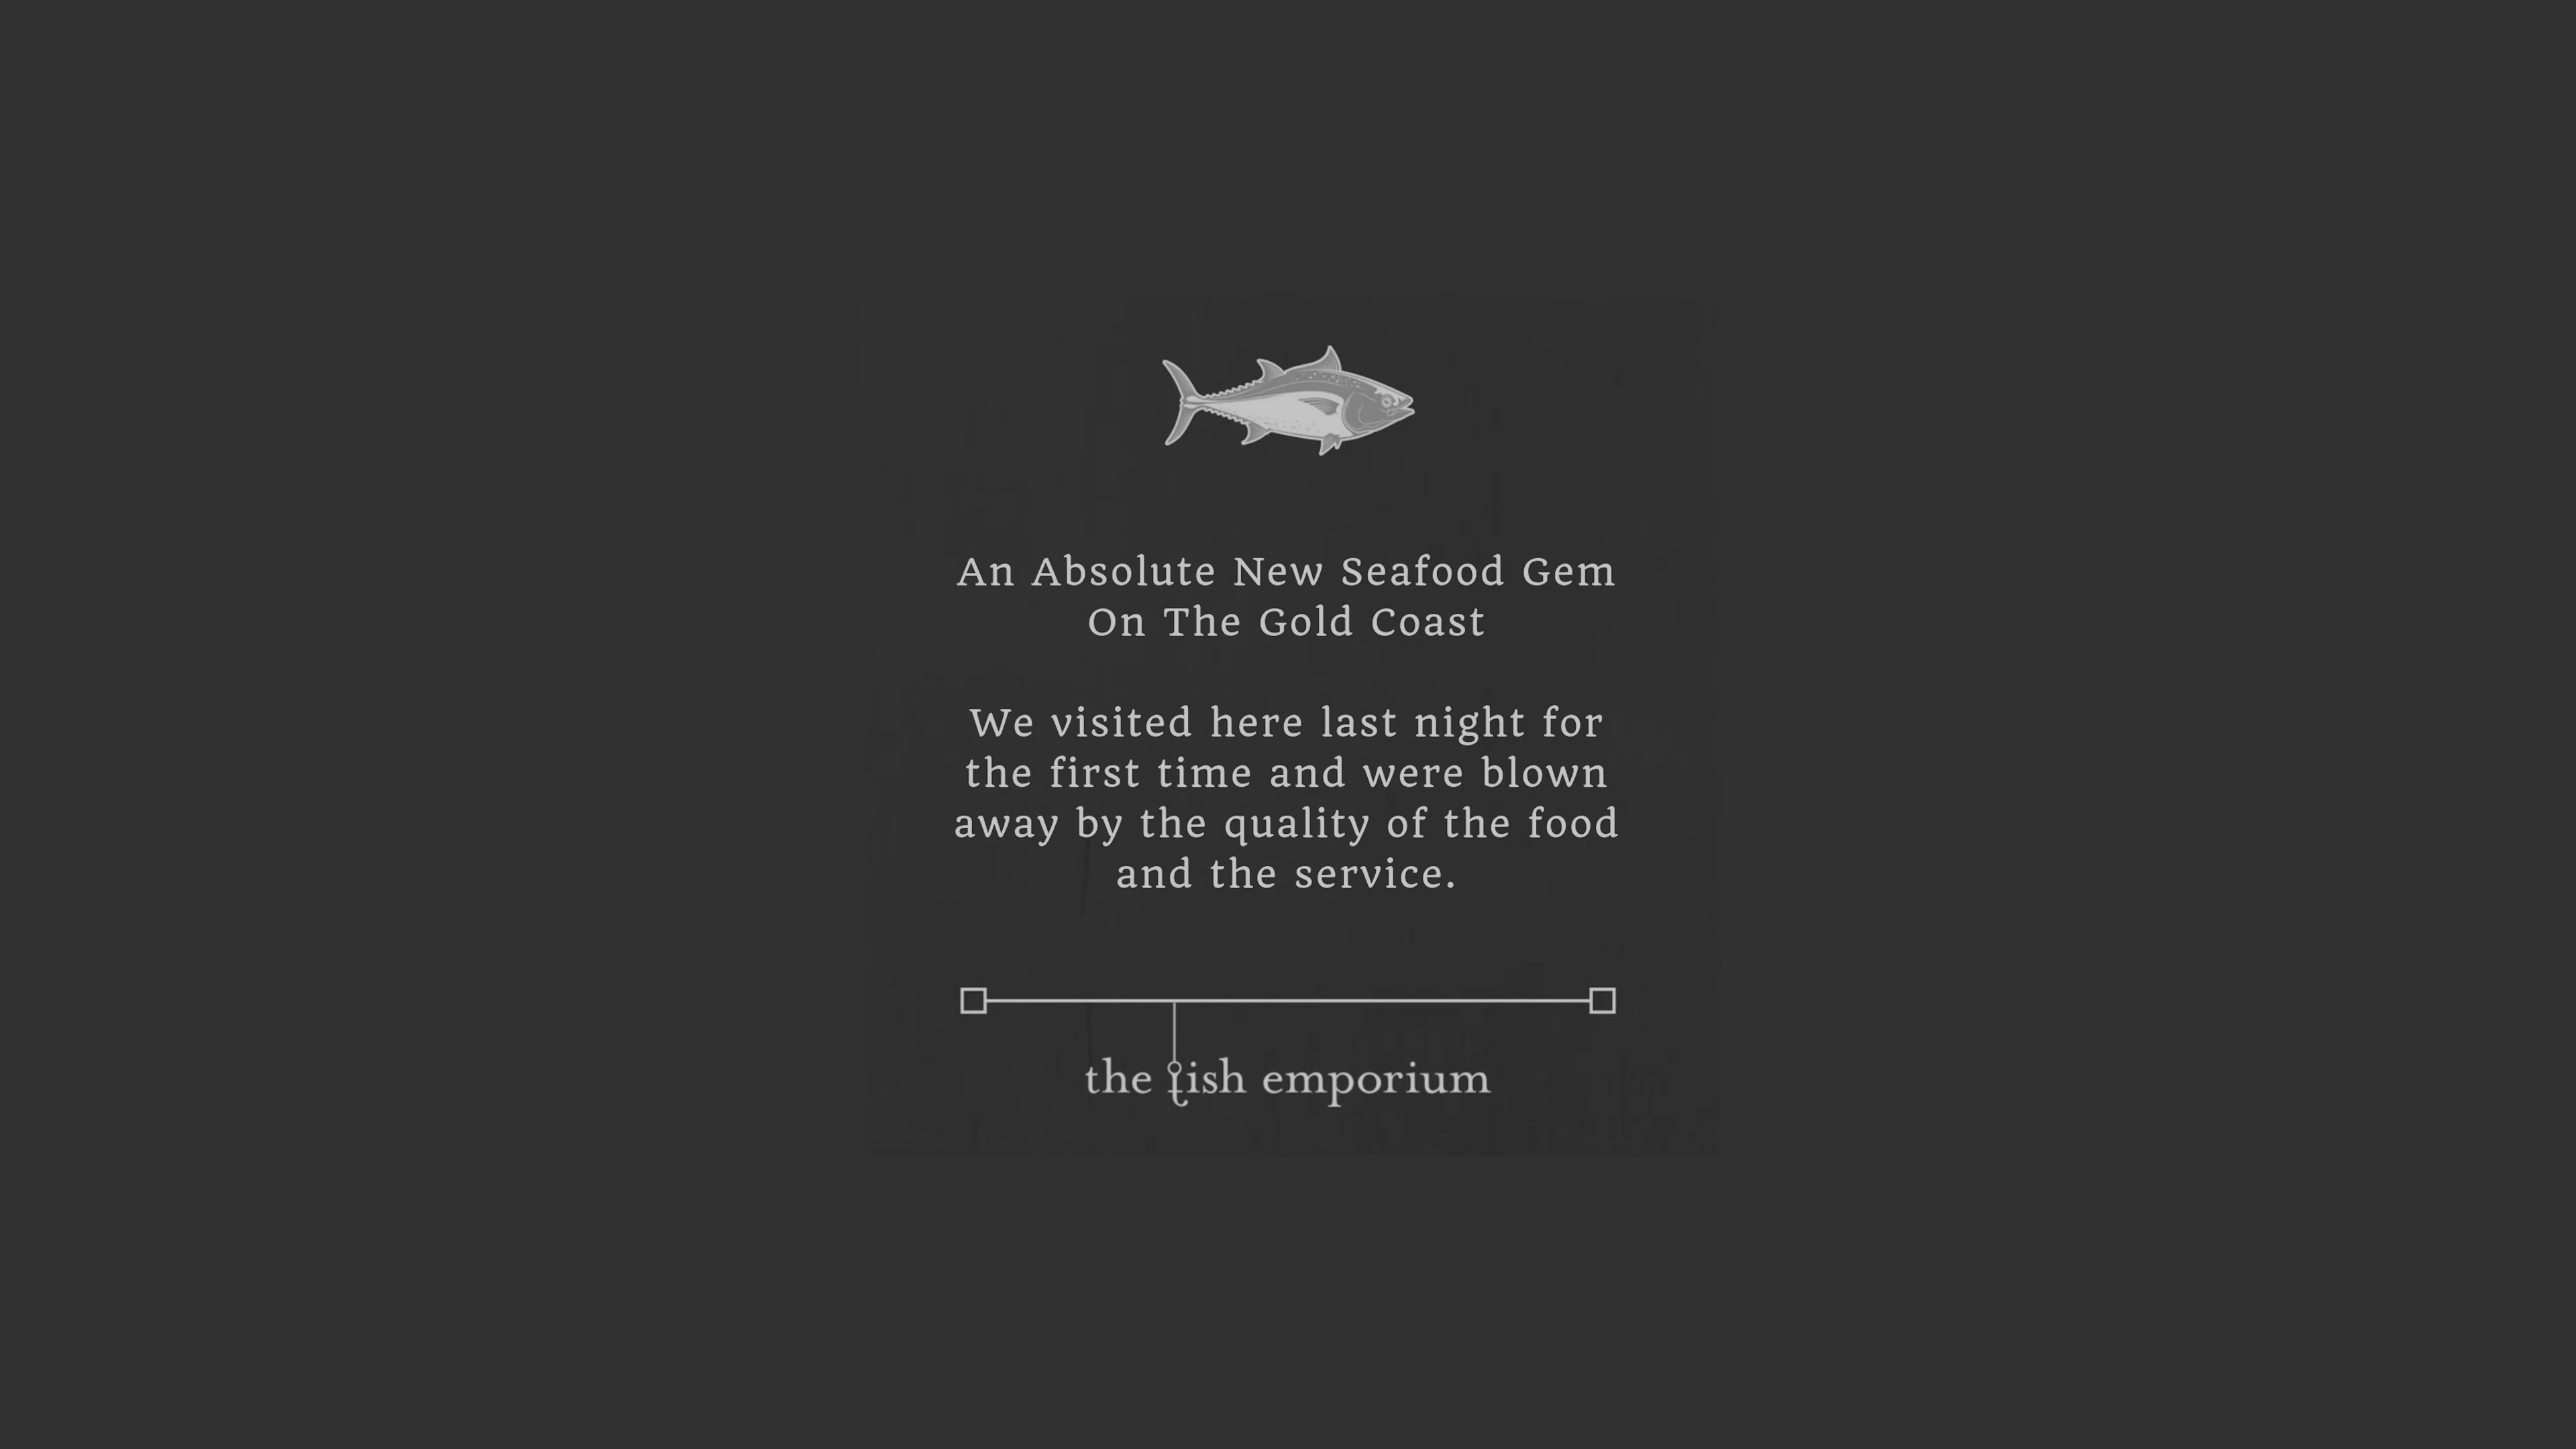 An Absolute New Seafood Gem
On The Gold Coast
We visited here last night for
the first time and were blown
away by the quality of the food
and the service.
the fish emporium